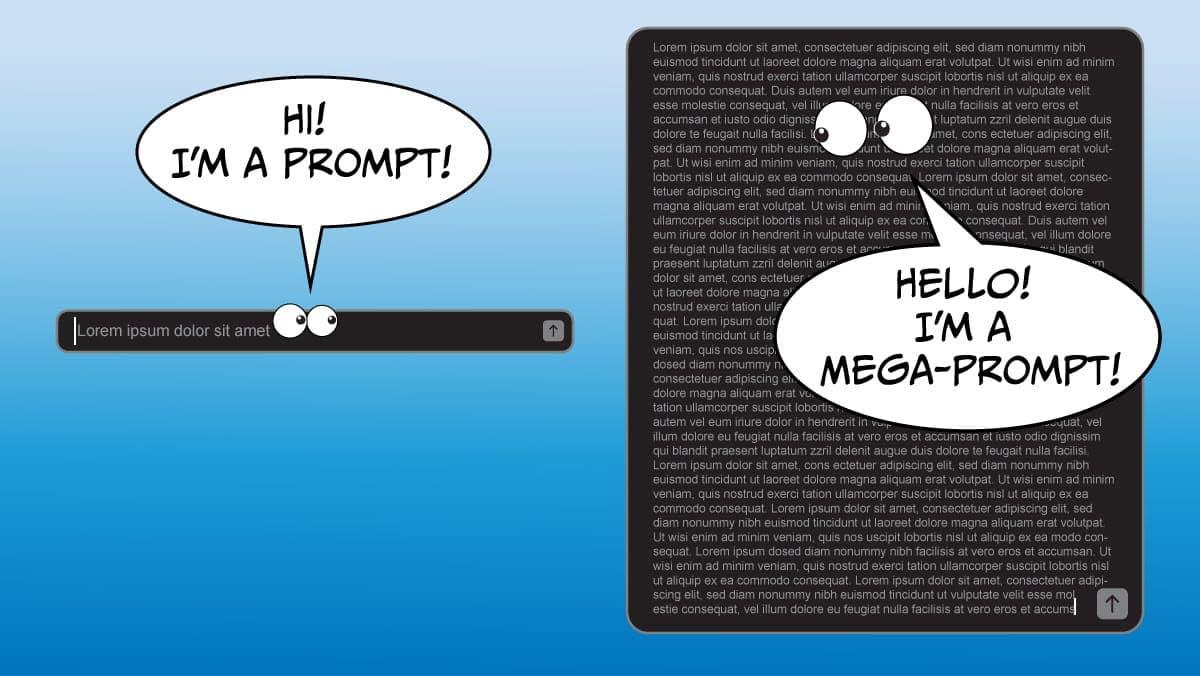 HI!
I'M A PROMPT!
Lorem ipsum dolor sit amet
Lorem ipsum dolor sit amet, consectetuer adipiscing elit, sed diam nonummy nibh
euismod tincidunt ut laoreet dolore magna aliquam erat volutpat. Ut wisi enim ad minim
veniam, quis nostrud exerci tation ullamcorper suscipit lobortis nisl ut aliquip ex ea
commodo consequat. Duis autem vel eum iriure dolor in hendrerit in vulputate velit
esse molestie consequat, vel nulla facilisis at vero eros et
accumsan et iusto odio luptatum zzril delenit augue duis
dolore te feugait nulla facilisi. cons ectetuer adipiscing elit,
sed diam nonummy nibh et dolore magna aliquam erat volut-
pat. Ut wisi enim ad minim veniam, quis nostrud exerci tation ullamcorper suscipit
lobortis nisl ut aliquip ex ea commodo Lorem ipsum dolor sit amet, consec-
tetuer adipiscing elit, sed diam nonummy nibh tincidunt ut laoreet dolore
magna aliquam erat volutpat. Ut wisi enim ad quis nostrud exerci tation
ullamcorper suscipit lobortis nisl ut aliquip ex ea consequat. Duis autem vel
eum iriure dolor in hendrerit in vulputate velit esse vel illum dolore
eu feugiat nulla facilisis at vero eros et blandit
praesent luptatum zzril delenit
dolor sit amet, cons ectetuer
ut laoreet dolore magna
nostrud exerci tation
quat. Lorem ipsum
euismod tincidunt ut
veniam, quis nos
dosed diam nonummy
consectetuer adipiscing
dolore magna aliquam erat
tation ullamcorper suscipit lobortis
autem vel eum iriure dolor in hendrerit in vel
illum dolore eu feugiat nulla facilisis at vero eros et accumsan et iusto odio dignissim
qui blandit praesent luptatum zzril delenit augue duis dolore te feugait nulla facilisi.
Lorem ipsum dolor sit amet, cons ectetuer adipiscing elit, sed diam nonummy nibh
euismod tincidunt ut laoreet dolore magna aliquam erat volutpat. Ut wisi enim ad minim
veniam, quis nostrud exerci tation ullamcorper suscipit lobortis nisl ut aliquip ex ea
commodo consequat. Lorem ipsum dolor sit amet, consectetuer adipiscing elit, sed
diam nonummy nibh euismod tincidunt ut laoreet dolore magna aliquam erat volutpat.
Ut wisi enim ad minim veniam, quis nos uscipit lobortis nisl ut aliquip ex ea modo con-
sequat. Lorem ipsum dosed diam nonummy nibh facilisis at vero eros et accumsan. Ut
wisi enim ad minim veniam, quis nostrud exerci tation ullamcorper suscipit lobortis nisl
ut aliquip ex ea commodo consequat. Lorem ipsum dolor sit amet, consectetuer adipi-
scing elit, sed diam nonummy nibh euismod tincidunt ut vulputate velit esse mol
estie consequat, vel illum dolore eu feugiat nulla facilisis at vero eros et accums
HELLO!
I'M A
MEGA-PROMPT!